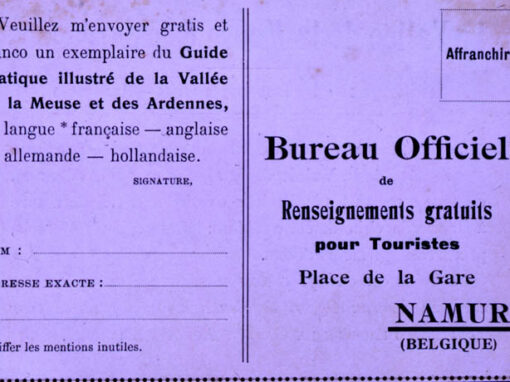 Veuillez m'envoyer gratis et
nco un exemplaire du Guide
atique illustré de la Vallée
la Meuse et des Ardennes,
langue * française — anglaise
allemande — hollandaise.
SIGNATURE,
M :
RESSE EXACTE :
iffer les mentions inutiles.
Affranchir
Bureau Officiel
de
Renseignements gratuits
pour Touristes
Place de la Gare
NAMUR
(BELGIQUE)